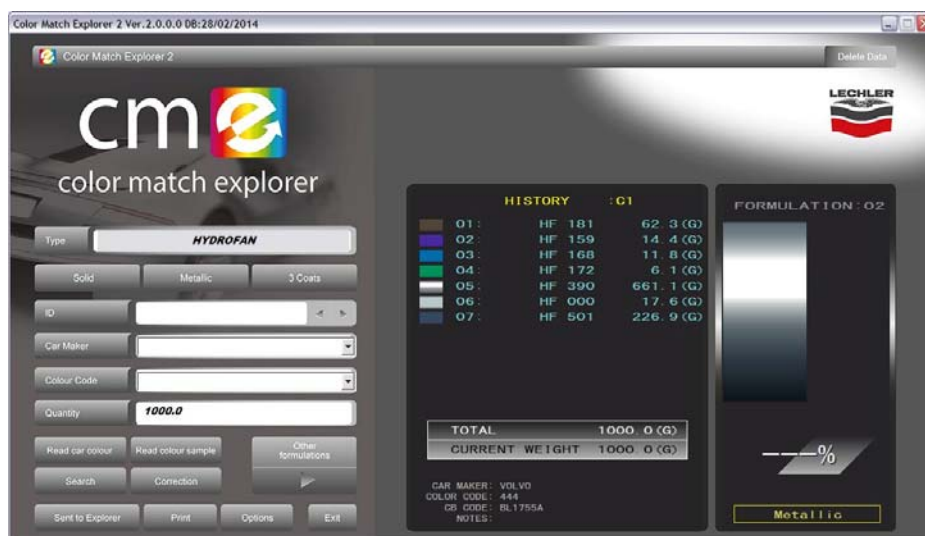 Color Match Explorer 2 Ver.2.0.0.0 DB:28/02/2014
Color Match Explorer 2
Delete Data
cme
color match explorer
LECHLER
Type HYDROFAN
Solid Metallic 3 Coats
ID
Car Maker
Colour Code
Quantity 1000.0
Read car colour Read colour sample Other formulations
Search Correction
Sent to Explorer Print Options Exit
HISTORY :C1
01: HF 181 62.3(G)
02: HF 159 14.4(G)
03: HF 168 11.8(G)
04: HF 172 6.1(G)
05: HF 390 661.1(G)
06: HF 000 17.6(G)
07: HF 501 226.9(G)
TOTAL 1000.0(G)
CURRENT WEIGHT 1000.0(G)
CAR MAKER: VOLVO
COLOR CODE: 444
CB CODE: BL1755A
NOTES:
FORMULATION:02
---%
Metallic